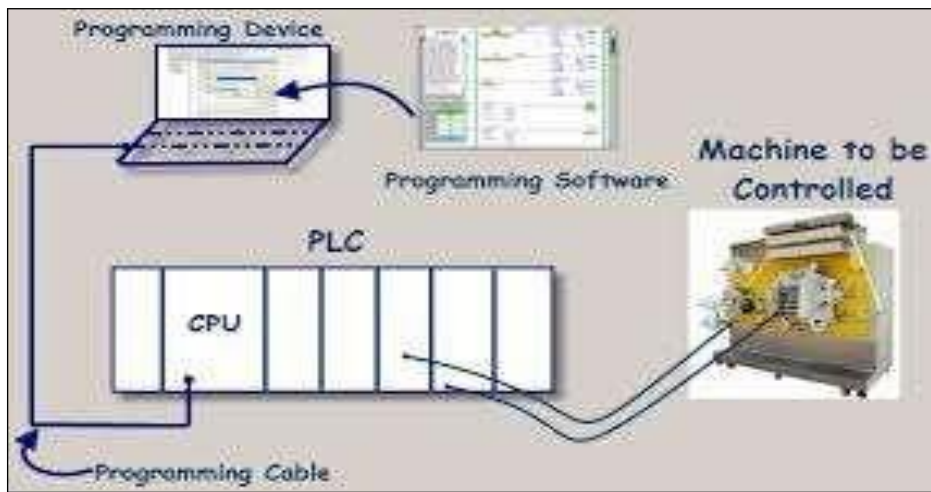 Programming Device
Programming Software
Machine to be
Controlled
PLC
CPU
Programming Cable